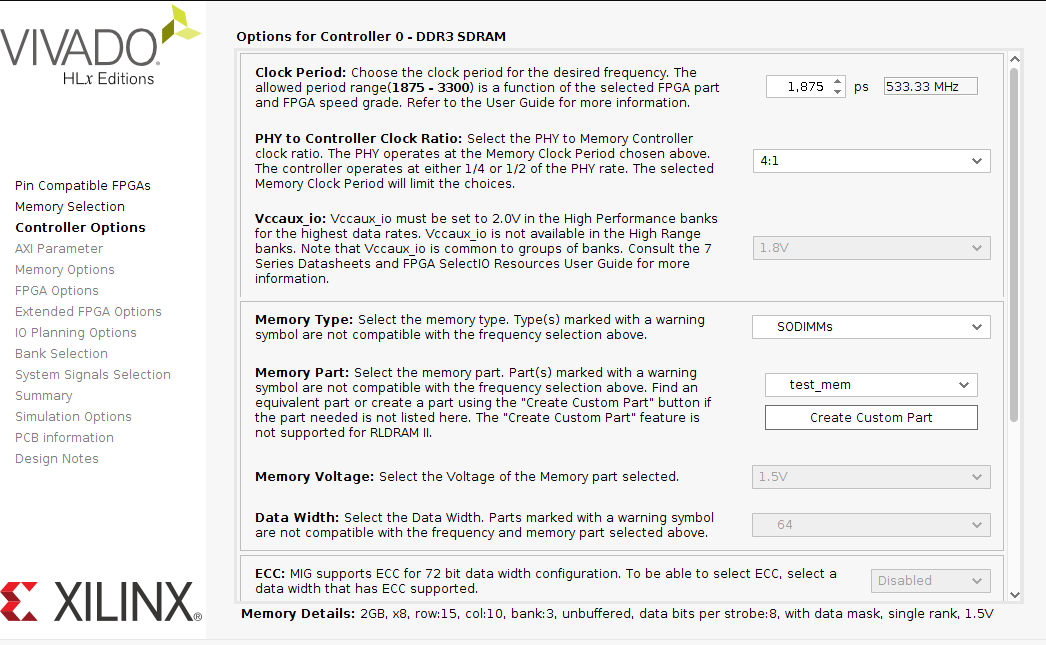 VIVADO.
HLx Editions
Pin Compatible FPGAs
Memory Selection
Controller Options
AXI Parameter
Memory Options
FPGA Options
Extended FPGA Options
IO Planning Options
Bank Selection
System Signals Selection
Summary
Simulation Options
PCB information
Design Notes
XILINX®
Options for Controller 0 - DDR3 SDRAM
Clock Period: Choose the clock period for the desired frequency. The
allowed period range(1875 - 3300) is a function of the selected FPGA part
and FPGA speed grade. Refer to the User Guide for more information.
1,875 ps 533.33 MHz
PHY to Controller Clock Ratio: Select the PHY to Memory Controller
clock ratio. The PHY operates at the Memory Clock Period chosen above.
The controller operates at either 1/4 or 1/2 of the PHY rate. The selected
Memory Clock Period will limit the choices.
4:1
Vccaux_io: Vccaux_io must be set to 2.0V in the High Performance banks
for the highest data rates. Vccaux_io is not available in the High Range
banks. Note that Vccaux_io is common to groups of banks. Consult the 7
Series Datasheets and FPGA SelectIO Resources User Guide for more
information.
1.8V
Memory Type: Select the memory type. Type(s) marked with a warning
symbol are not compatible with the frequency selection above.
SODIMMs
Memory Part: Select the memory part. Part(s) marked with a warning
symbol are not compatible with the frequency selection above. Find an
equivalent part or create a part using the "Create Custom Part" button if
the part needed is not listed here. The "Create Custom Part" feature is
not supported for RLDRAM II.
test_mem
Create Custom Part
Memory Voltage: Select the Voltage of the Memory part selected.
1.5V
Data Width: Select the Data Width. Parts marked with a warning symbol
are not compatible with the frequency and memory part selected above.
64
ECC: MIG supports ECC for 72 bit data width configuration. To be able to select ECC, select a
data width that has ECC supported.
Disabled
Memory Details: 2GB, x8, row:15, col:10, bank:3, unbuffered, data bits per strobe:8, with data mask, single rank, 1.5V